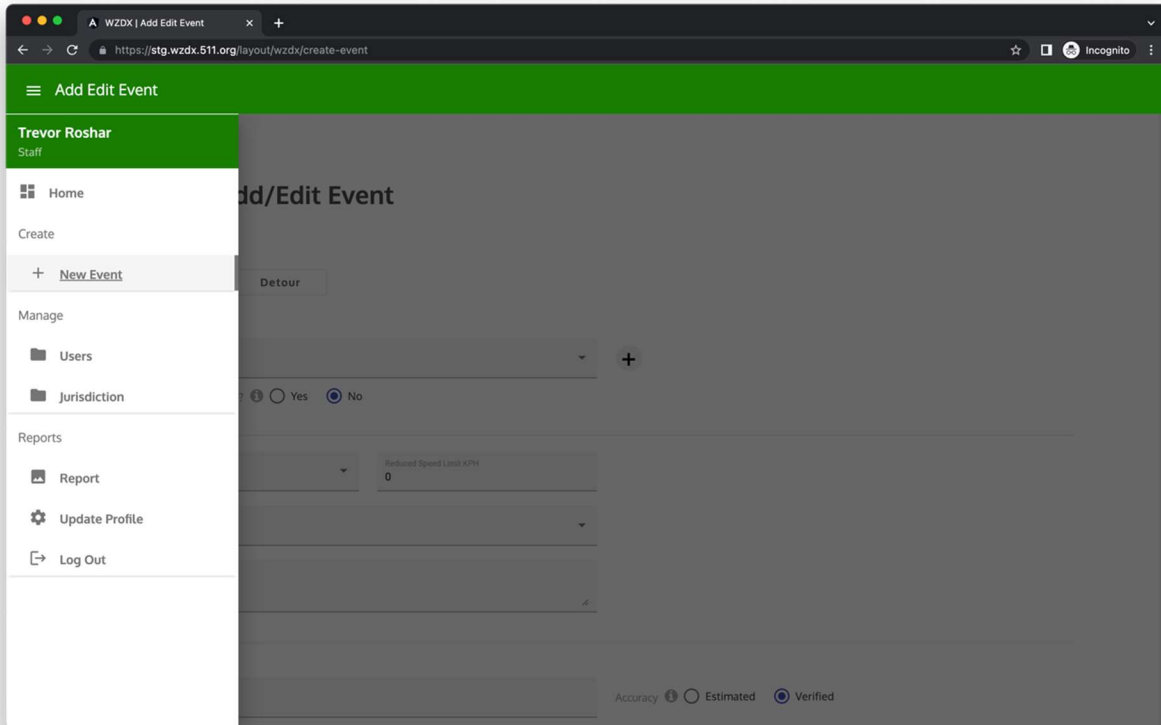 WZDX | Add Edit Event
https://stg.wzdx.511.org/layout/wzdx/create-event
Incognito
Add Edit Event
Trevor Roshar
Staff
Home
dd/Edit Event
Create
New Event
Detour
Manage
Users
? Yes No
Jurisdiction
Reports
Reduced Speed Limit KPH
0
Report
Update Profile
Log Out
Accuracy Estimated Verified